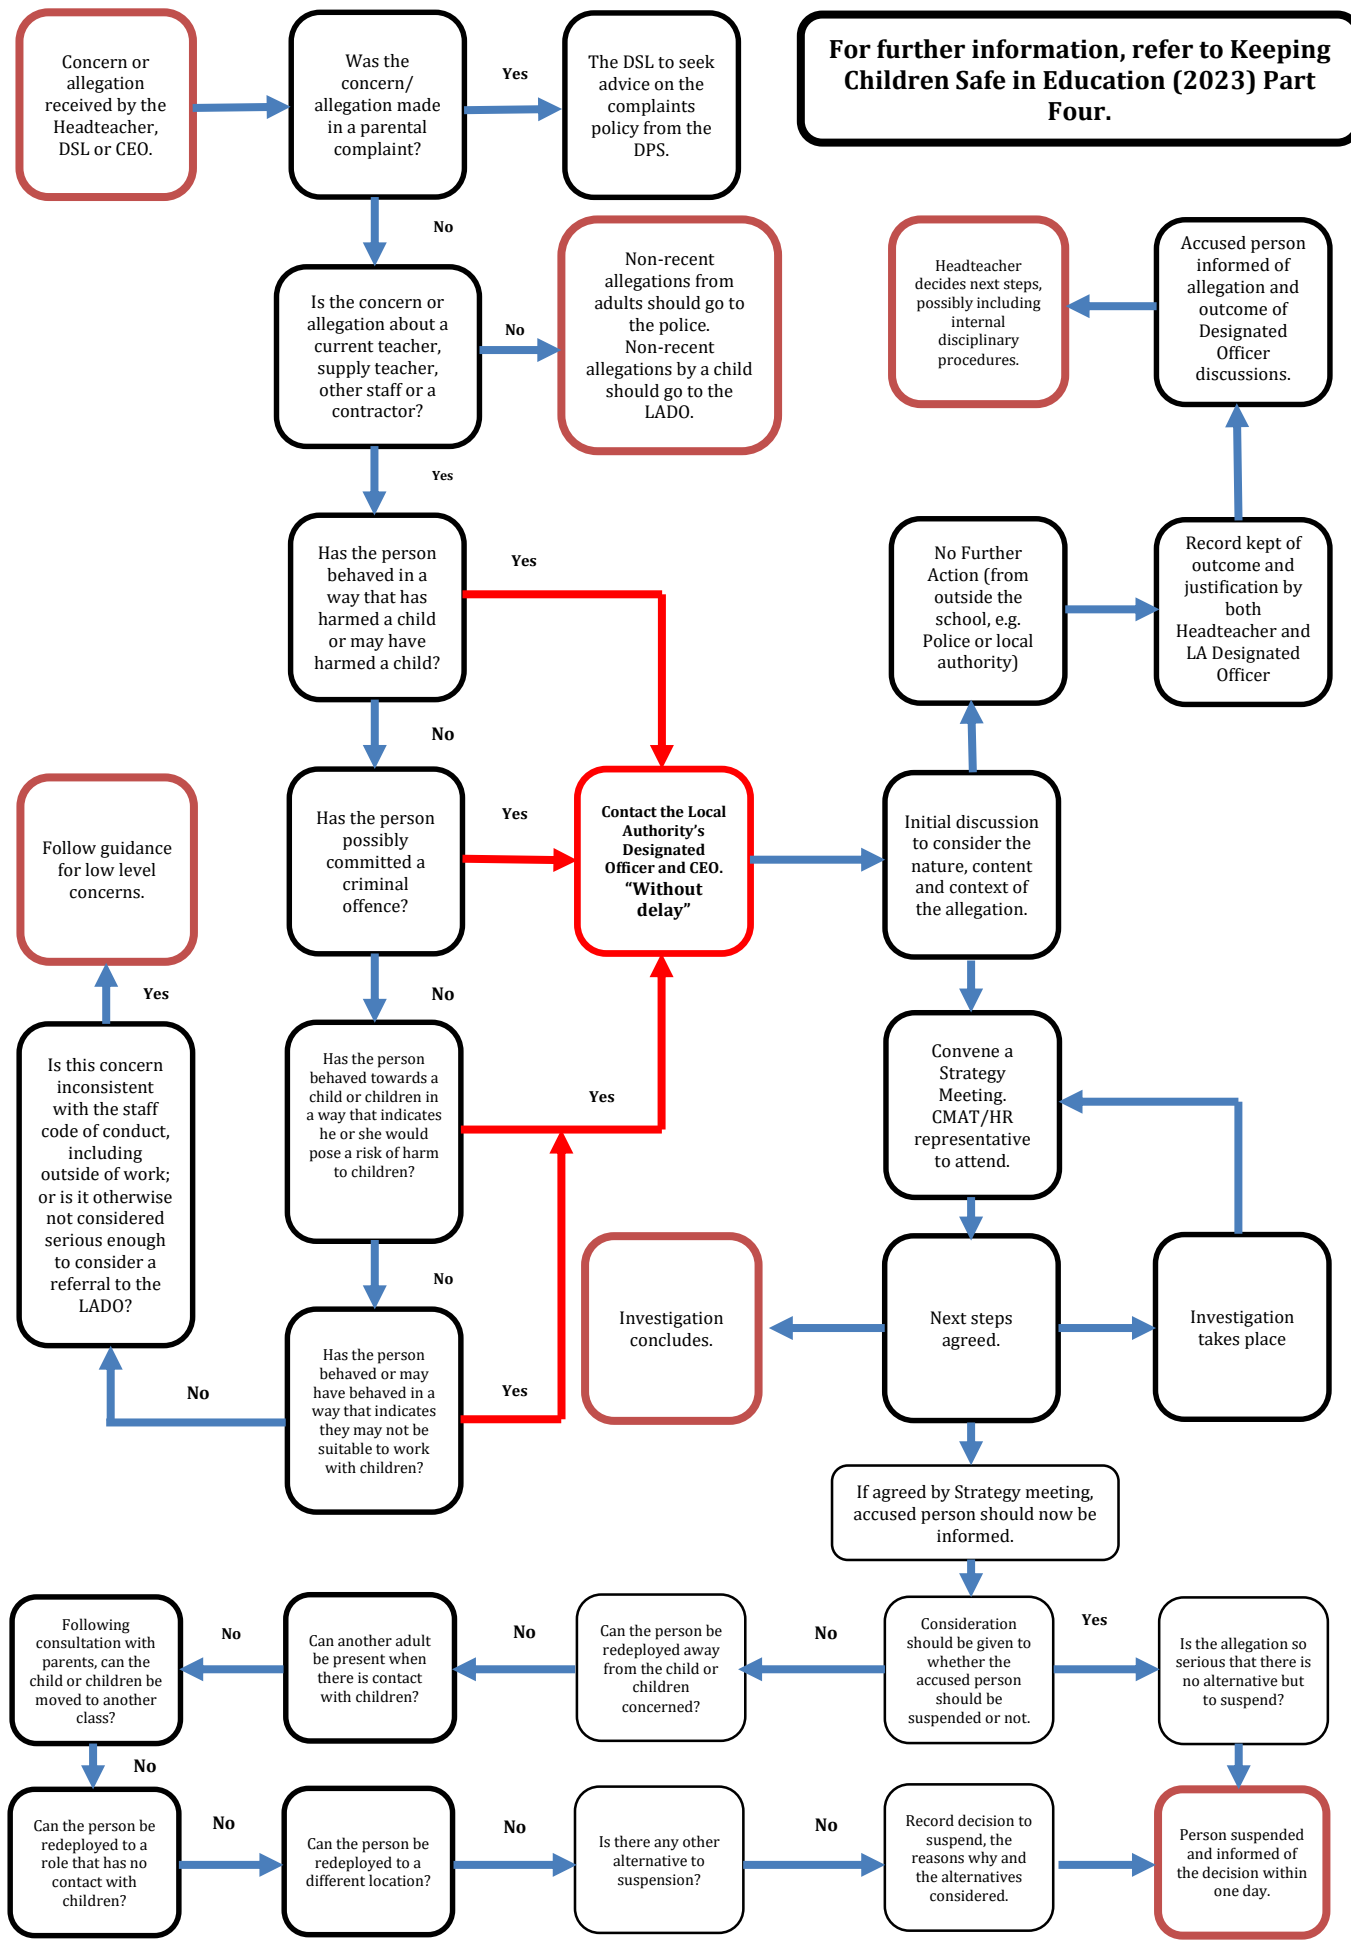 Concern or
allegation
received by the
Headteacher,
DSL or CEO.
Was the
concern/
allegation made
in a parental
complaint?
Yes
The DSL to seek
advice on the
complaints
policy from the
DPS.
For further information, refer to Keeping
Children Safe in Education (2023) Part
Four.
No
Is the concern or
allegation about a
current teacher,
supply teacher,
other staff or a
contractor?
No
Non-recent
allegations from
adults should go to
the police.
Non-recent
allegations by a child
should go to the
LADO.
Headteacher
decides next steps,
possibly including
internal
disciplinary
procedures.
Accused person
informed of
allegation and
outcome of
Designated
Officer
discussions.
Yes
Has the person
behaved in a
way that has
harmed a child
or may have
harmed a child?
Yes
No Further
Action (from
outside the
school, e.g.
Police or local
authority)
Record kept of
outcome and
justification by
both
Headteacher and
LA Designated
Officer
No
Follow guidance
for low level
concerns.
Has the person
possibly
committed a
criminal
offence?
Yes
Contact the Local
Authority’s
Designated
Officer and CEO.
“Without
delay”
Initial discussion
to consider the
nature, content
and context of
the allegation.
Yes
No
Is this concern
inconsistent
with the staff
code of conduct,
including
outside of work;
or is it otherwise
not considered
serious enough
to consider a
referral to the
LADO?
Has the person
behaved towards a
child or children in
a way that indicates
he or she would
pose a risk of harm
to children?
Yes
Convene a
Strategy
Meeting.
CMAT/HR
representative
to attend.
No
Investigation
concludes.
Next steps
agreed.
Investigation
takes place
No
Has the person
behaved or may
have behaved in a
way that indicates
they may not be
suitable to work
with children?
Yes
If agreed by Strategy meeting,
accused person should now be
informed.
Following
consultation with
parents, can the
child or children be
moved to another
class?
No
Can another adult
be present when
there is contact
with children?
No
Can the person be
redeployed away
from the child or
children
concerned?
No
Consideration
should be given to
whether the
accused person
should be
suspended or not.
Yes
Is the allegation so
serious that there is
no alternative but
to suspend?
No
Can the person be
redeployed to a
role that has no
contact with
children?
No
Can the person be
redeployed to a
different location?
No
Is there any other
alternative to
suspension?
No
Record decision to
suspend, the
reasons why and
the alternatives
considered.
Person suspended
and informed of
the decision within
one day.